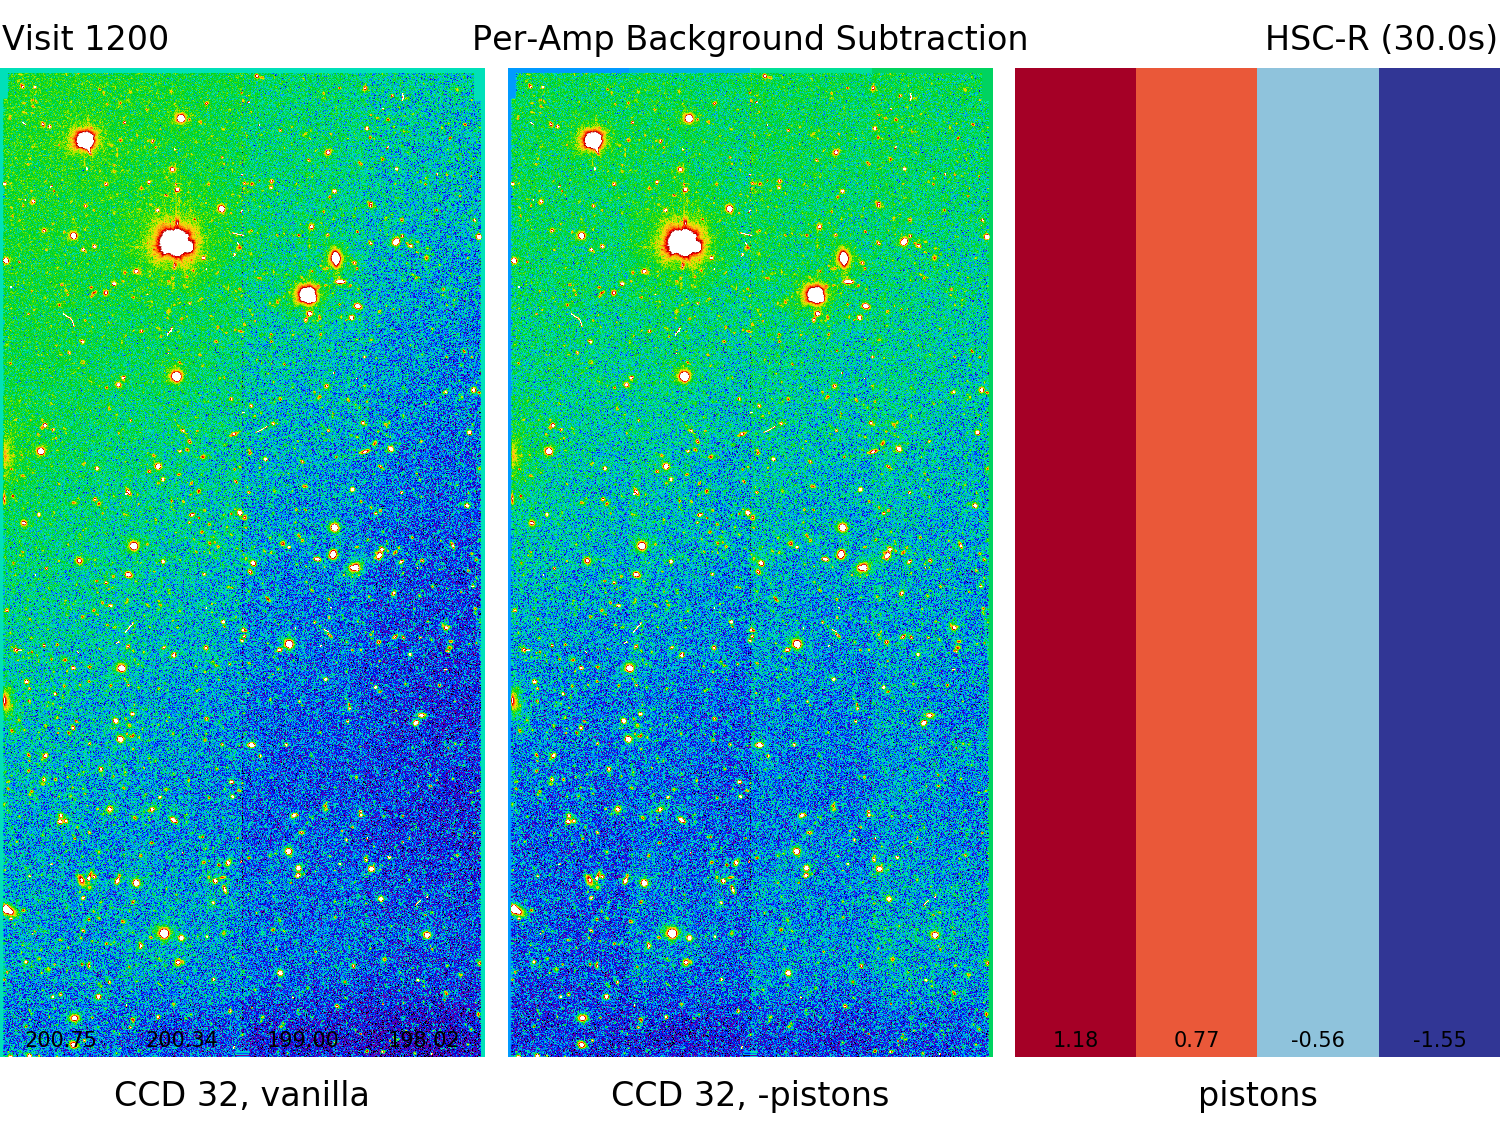 Visit 1200 Per-Amp Background Subtraction HSC-R (30.0s)
200.75 200.34 199.00 198.02 1.18 0.77 -0.56 -1.55
CCD 32, vanilla CCD 32, -pistons pistons